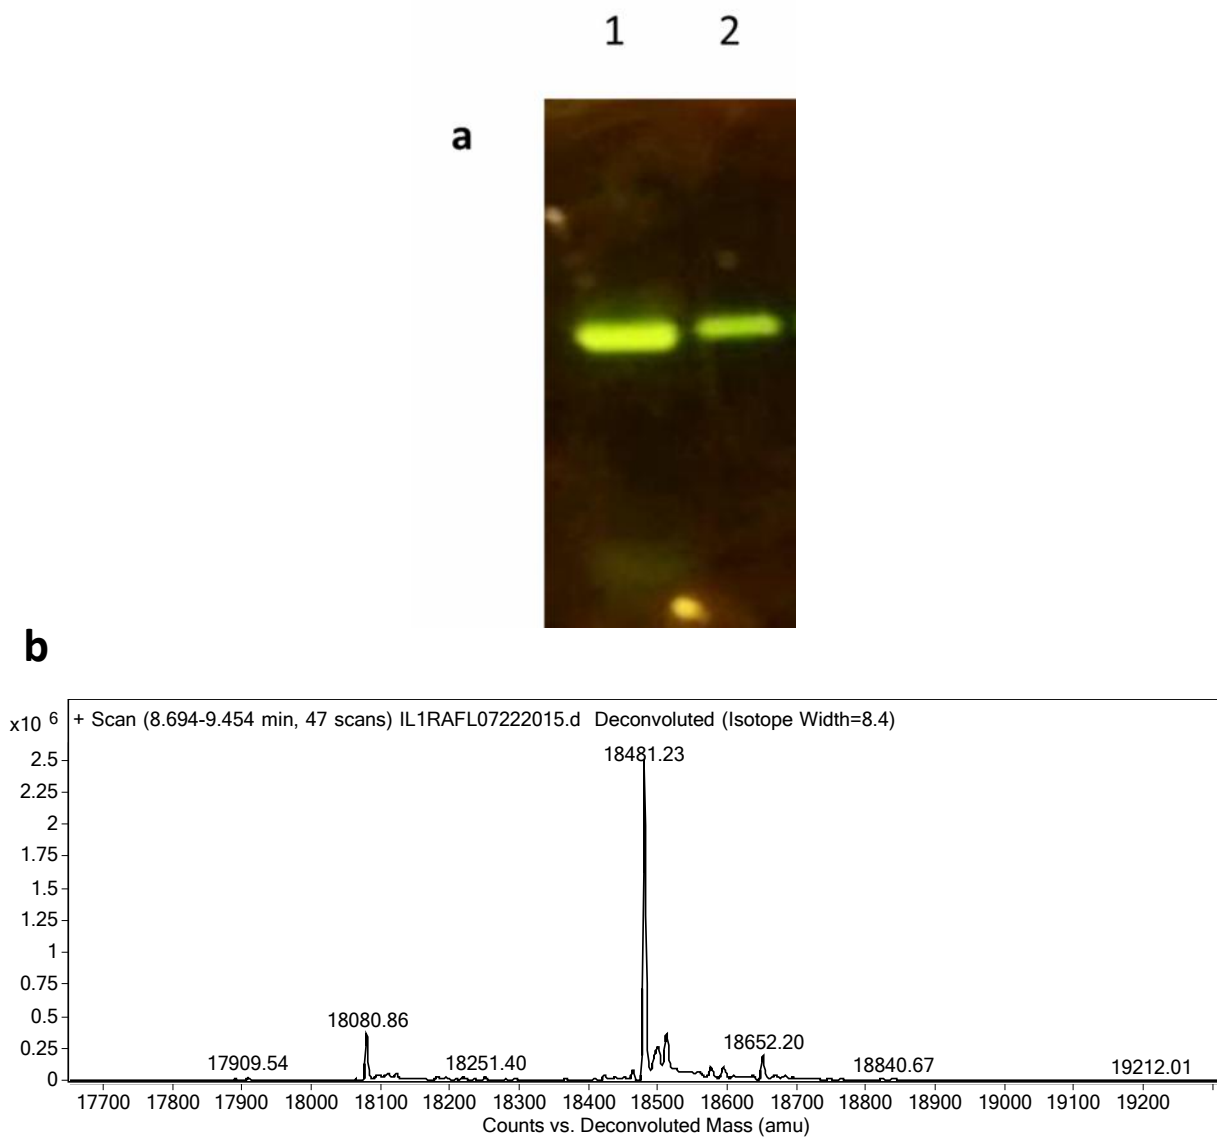 1 2
a
b
x10 6
+ Scan (8.694-9.454 min, 47 scans) IL1RAFL07222015.d Deconvoluted (Isotope Width=8.4)
18481.23
2.5
2.25
2
1.75
1.5
1.25
1
0.75
0.5
18080.86
0.25
18652.20
17909.54 18251.40 18840.67 19212.01
0
17700 17800 17900 18000 18100 18200 18300 18400 18500 18600 18700 18800 18900 19000 19100 19200
Counts vs. Deconvoluted Mass (amu)